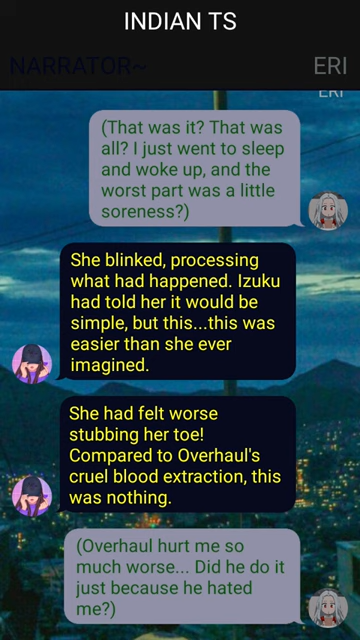 INDIAN TS
NARRATOR~
ERI
ERI
(That was it? That was
all? I just went to sleep
and woke up, and the
worst part was a little
soreness?)
She blinked, processing
what had happened. Izuku
had told her it would be
simple, but this...this was
easier than she ever
imagined.
She had felt worse
stubbing her toe!
Compared to Overhaul's
cruel blood extraction, this
was nothing.
(Overhaul hurt me so
much worse... Did he do it
just because he hated
me?)